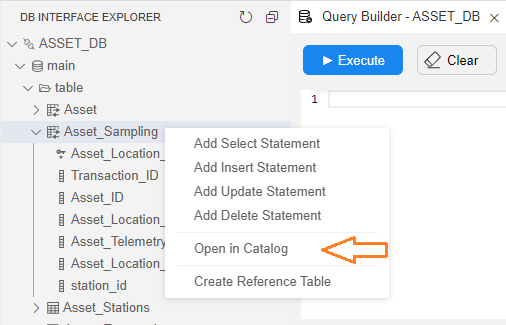 DB INTERFACE EXPLORER
ASSET_DB
main
table
Asset
Asset_Sampling
Asset_Location_
Transaction_ID
Asset_ID
Asset_Location_
Asset_Telemetry
Asset_Location_
station_id
Asset_Stations
Add Select Statement
Add Insert Statement
Add Update Statement
Add Delete Statement
Open in Catalog
Create Reference Table
Query Builder - ASSET_DB
Execute
Clear
1